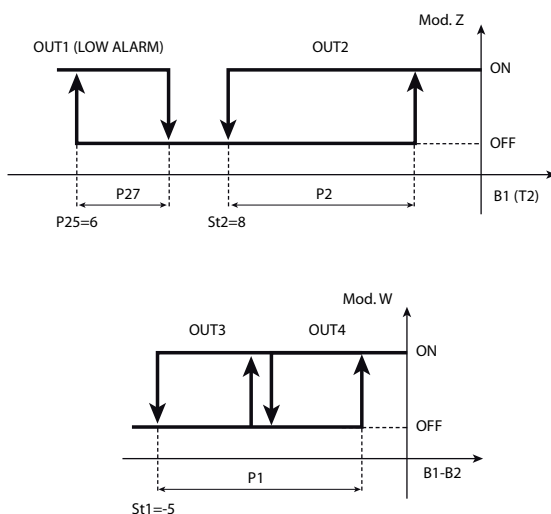 Mod. Z
OUT1 (LOW ALARM)
OUT2
ON
OFF
P27
P2
B1 (T2)
P25=6
St2=8
Mod. W
OUT3
OUT4
ON
OFF
P1
B1-B2
St1=-5